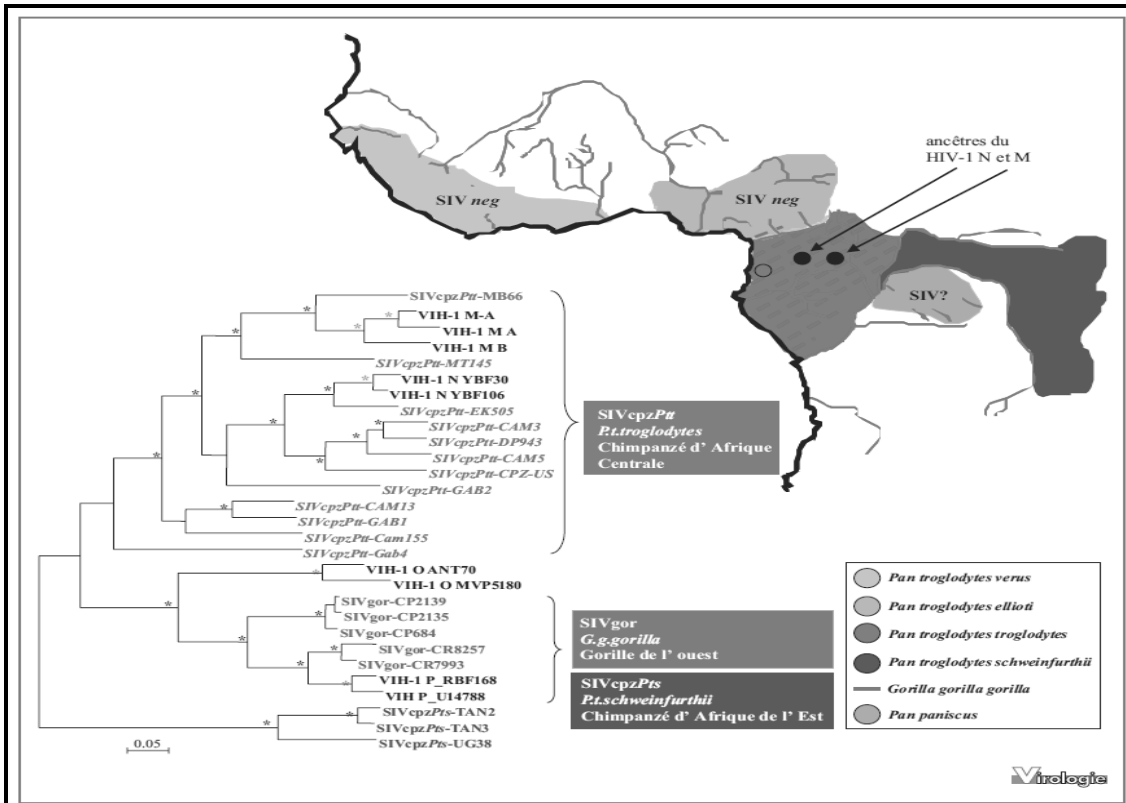 ancêtres du
HIV-1 N et M
SIV neg
SIV neg
SIV?
SIVcpzPtt-MB66
VIH-1 M-A
VIH-1 M A
VIH-1 M B
SIVcpzPtt-MT145
VIH-1 N YBF30
VIH-1 N YBF106
SIVcpzPtt-EK505
SIVcpzPtt-CAM3
SIVcpzPtt-DP943
SIVcpzPtt-CAM5
SIVcpzPtt-CPZ-US
SIVcpzPtt-GAB2
SIVcpzPtt-CAM13
SIVcpzPtt-GAB1
SIVcpzPtt-Cam155
SIVcpzPtt-Gab4
VIH-1 O ANT70
VIH-1 O MVP5180
SIVgor-CP2139
SIVgor-CP2135
SIVgor-CP684
SIVgor-CR8257
SIVgor-CR7993
VIH-1 P_RBF168
VIH P_U14788
SIVcpzPts-TAN2
SIVcpzPts-TAN3
SIVcpzPts-UG38
0.05
SIVcpzPtt
P.t.troglodytes
Chimpanzé d' Afrique
Centrale
SIVgor
G.g.gorilla
Gorille de l' ouest
SIVcpzPts
P.t.schweinfurthii
Chimpanzé d' Afrique de l' Est
Pan troglodytes verus
Pan troglodytes ellioti
Pan troglodytes troglodytes
Pan troglodytes schweinfurthii
Gorilla gorilla gorilla
Pan paniscus
Virologie